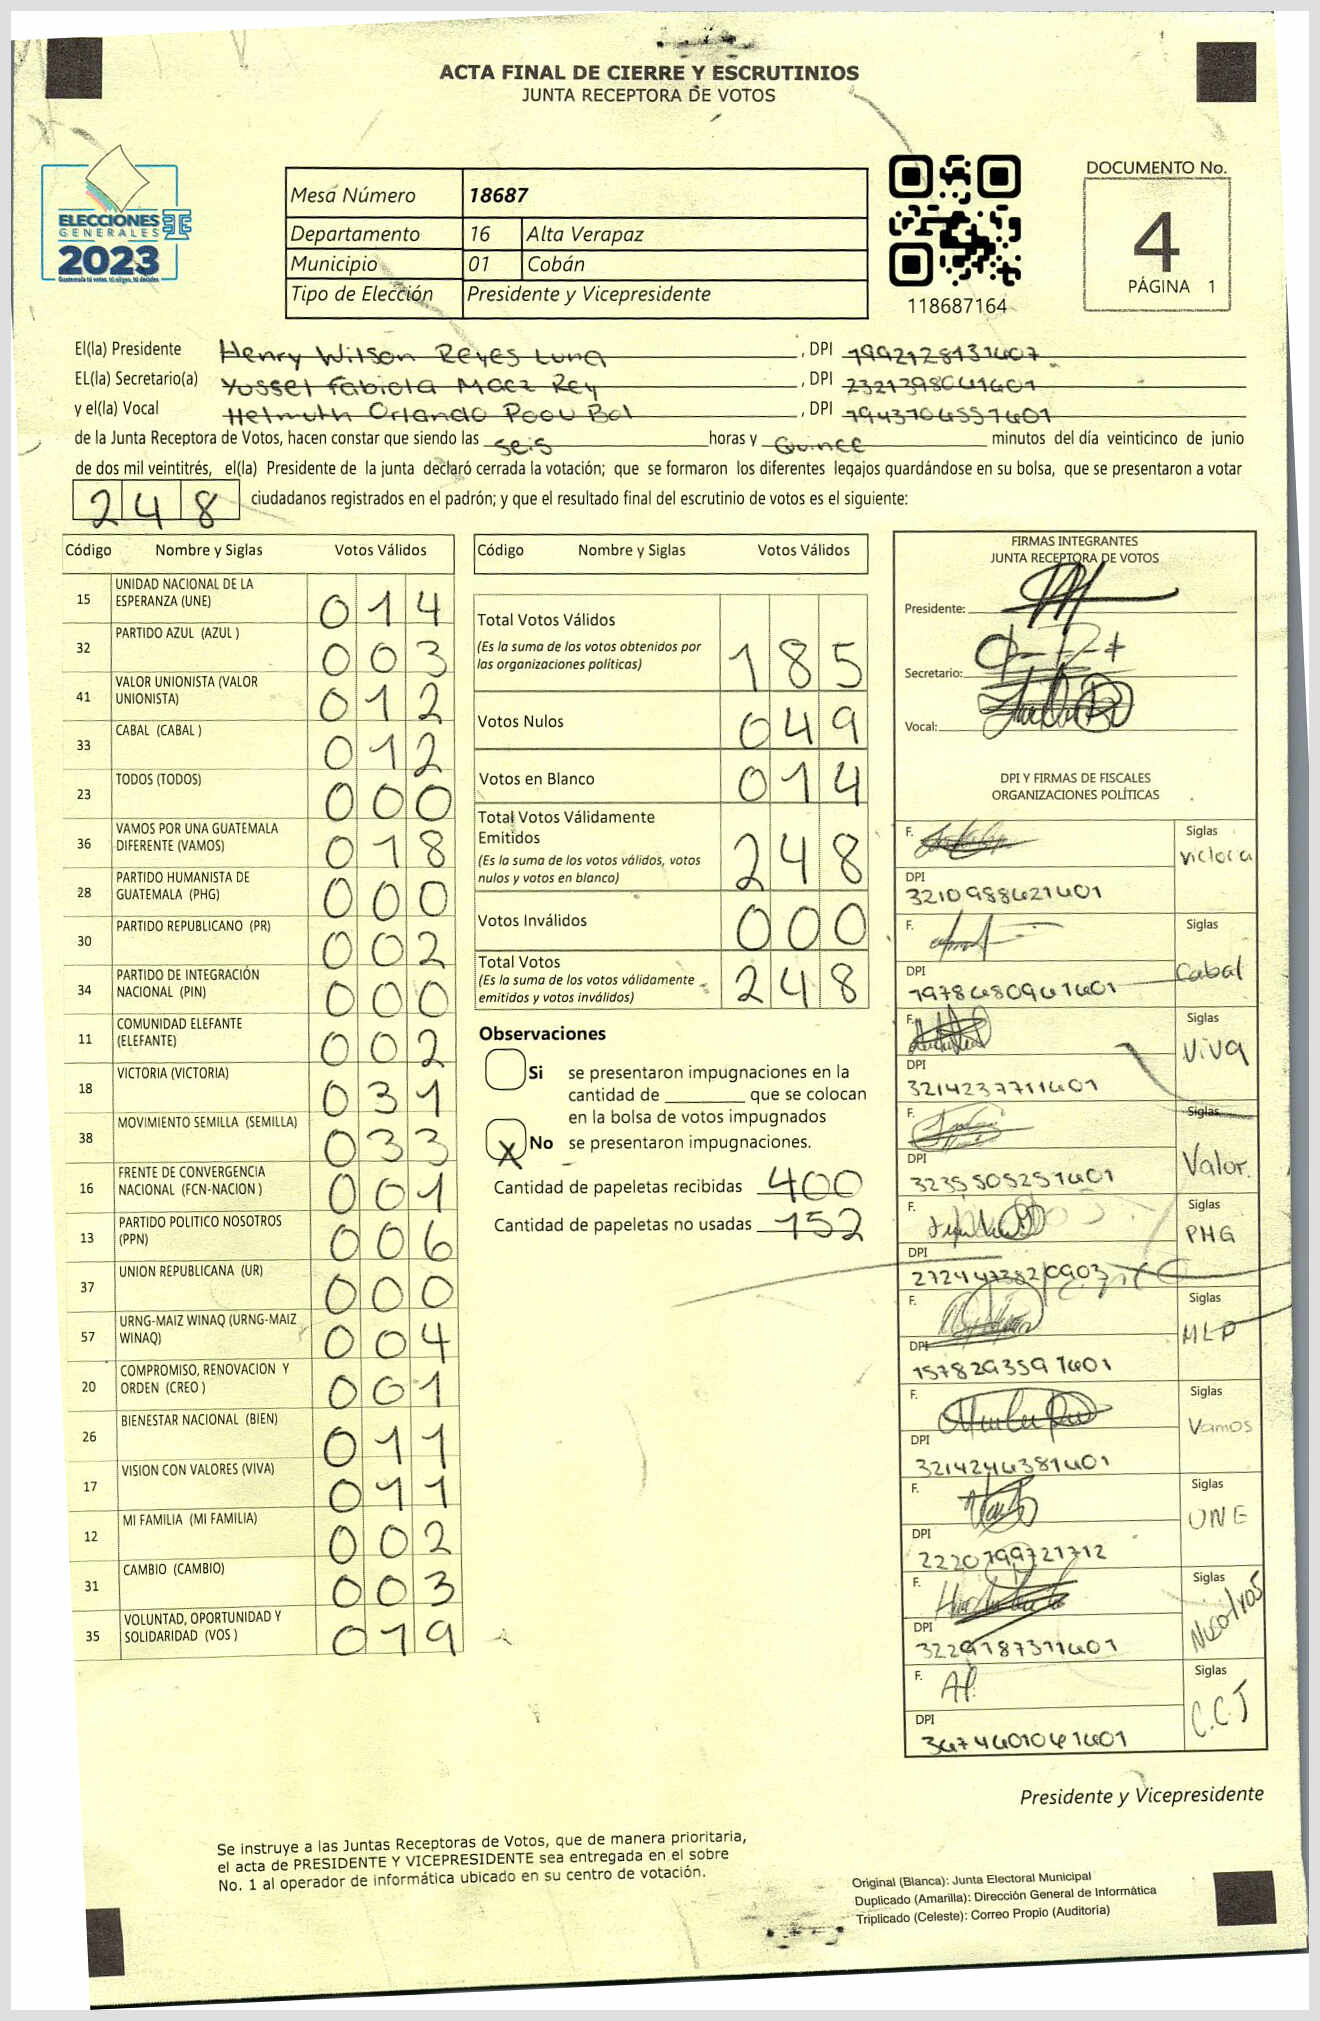 ACTA FINAL DE CIERRE Y ESCRUTINIOS
JUNTA RECEPTORA DE VOTOS
ELECCIONES
GENERALES
2023
Guatemala tú votas, tú eliges, tú decides
Mesa Número 18687
Departamento 16 Alta Verapaz
Municipio 01 Cobán
Tipo de Elección Presidente y Vicepresidente
118687164
DOCUMENTO No.
4
PÁGINA 1
El(la) Presidente Henry Wilson Reyes Luna, DPI 1992128131607
EL(la) Secretario(a) Yussel Fabiola Maez Rey, DPI 2321398061601
y el(la) Vocal Helmuth Orlando Poou Bol, DPI 1943706551601
de la Junta Receptora de Votos, hacen constar que siendo las seis horas y Quince minutos del día veinticinco de junio
de dos mil veintitrés, el(la) Presidente de la junta declaró cerrada la votación; que se formaron los diferentes legajos guardándose en su bolsa, que se presentaron a votar
248 ciudadanos registrados en el padrón; y que el resultado final del escrutinio de votos es el siguiente:
Código Nombre y Siglas Votos Válidos
15 UNIDAD NACIONAL DE LA ESPERANZA (UNE) 014
32 PARTIDO AZUL (AZUL ) 003
41 VALOR UNIONISTA (VALOR UNIONISTA) 012
33 CABAL (CABAL ) 012
23 TODOS (TODOS) 000
36 VAMOS POR UNA GUATEMALA DIFERENTE (VAMOS) 018
28 PARTIDO HUMANISTA DE GUATEMALA (PHG) 000
30 PARTIDO REPUBLICANO (PR) 002
34 PARTIDO DE INTEGRACIÓN NACIONAL (PIN) 000
11 COMUNIDAD ELEFANTE (ELEFANTE) 002
18 VICTORIA (VICTORIA) 031
38 MOVIMIENTO SEMILLA (SEMILLA) 033
16 FRENTE DE CONVERGENCIA NACIONAL (FCN-NACION ) 001
13 PARTIDO POLITICO NOSOTROS (PPN) 006
37 UNION REPUBLICANA (UR) 000
57 URNG-MAIZ WINAQ (URNG-MAIZ WINAQ) 004
20 COMPROMISO, RENOVACION Y ORDEN (CREO ) 001
26 BIENESTAR NACIONAL (BIEN) 011
17 VISION CON VALORES (VIVA) 011
12 MI FAMILIA (MI FAMILIA) 002
31 CAMBIO (CAMBIO) 003
35 VOLUNTAD, OPORTUNIDAD Y SOLIDARIDAD (VOS ) 019
Código Nombre y Siglas Votos Válidos
Total Votos Válidos 185
(Es la suma de los votos obtenidos por
las organizaciones políticas)
Votos Nulos 049
Votos en Blanco 014
Total Votos Válidamente
Emitidos 248
(Es la suma de los votos válidos, votos
nulos y votos en blanco)
Votos Inválidos 000
Total Votos 248
(Es la suma de los votos válidamente
emitidos y votos inválidos)
Observaciones
Si se presentaron impugnaciones en la
cantidad de ________ que se colocan
en la bolsa de votos impugnados
X No se presentaron impugnaciones.
Cantidad de papeletas recibidas 400
Cantidad de papeletas no usadas 152
FIRMAS INTEGRANTES
JUNTA RECEPTORA DE VOTOS
Presidente:
Secretario:
Vocal:
DPI Y FIRMAS DE FISCALES
ORGANIZACIONES POLÍTICAS
F. Siglas Victoria
DPI 3210988621601
F. Siglas Cabal
DPI 1978680961601
F. Siglas Viva
DPI 3214237711601
F. Siglas Valor.
DPI 3235505251601
F. Siglas PHG
DPI 2724473820903
F. Siglas MLP
DPI 1578293591601
F. Siglas Vamos
DPI 3214246381601
F. Siglas UNE
DPI 2220799721712
F. Siglas Nosotros
DPI 3229187311601
F. Siglas C.C.J
DPI 3674601061601
Presidente y Vicepresidente
Se instruye a las Juntas Receptoras de Votos, que de manera prioritaria,
el acta de PRESIDENTE Y VICEPRESIDENTE sea entregada en el sobre
No. 1 al operador de informática ubicado en su centro de votación.
Original (Blanca): Junta Electoral Municipal
Duplicado (Amarilla): Dirección General de Informática
Triplicado (Celeste): Correo Propio (Auditoría)